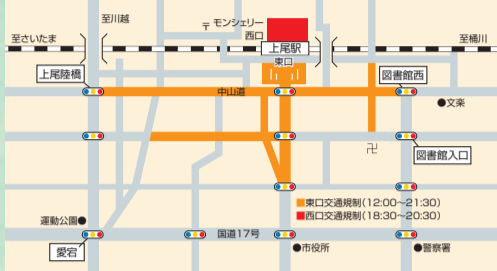 至川越
〒 モンシェリー
西口
至さいたま
上尾駅
至桶川
東口
上尾陸橋
図書館西
中山道
●文楽
図書館入口
卍
■東口交通規制(12:00〜21:30)
■西口交通規制(18:30〜20:30)
運動公園●
国道17号
愛宕
●市役所
●警察署